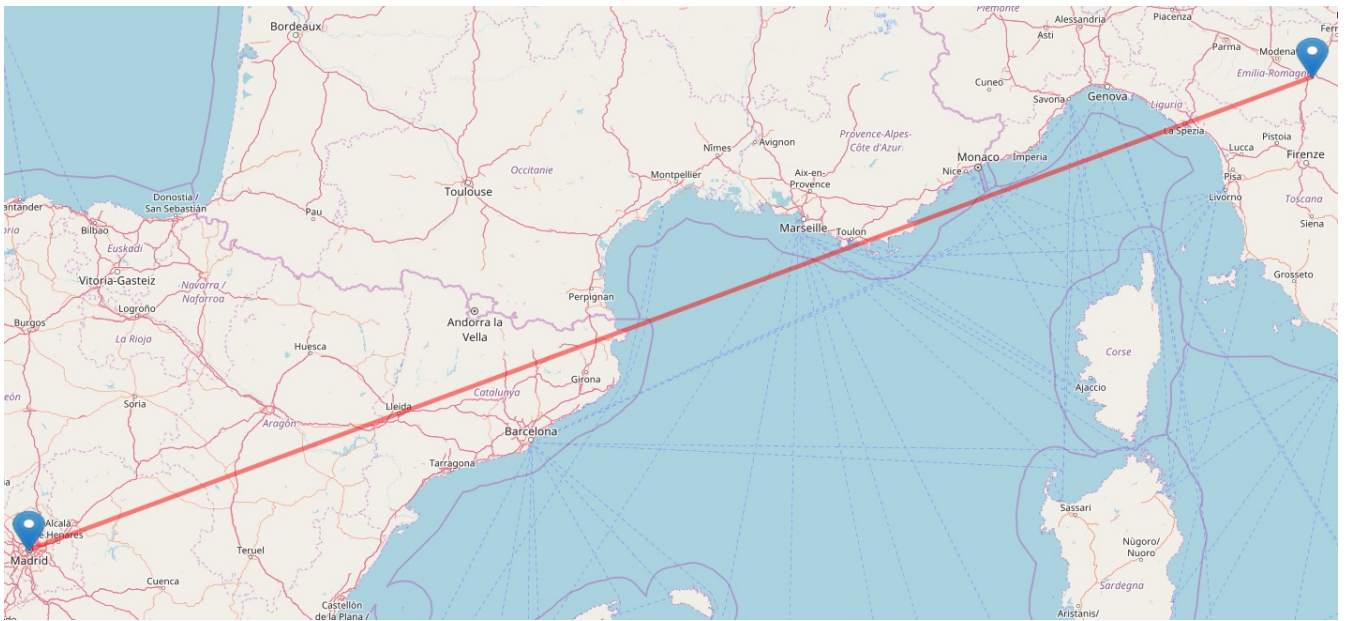 Bordeaux
Piemonte
Alessandria
Piacenza
Asti
Parma
Modena
Emilia-Romagn
Cuneo
Savona
Genova
Liguria
La Spezia
Pistoia
Lucca
Firenze
Pisa
Livorno
Toscana
Siena
Grosseto
Nîmes
Avignon
Provence-Alpes-
Côte d'Azur
Monaco
Imperia
Nice
Aix-en-
Provence
Montpellier
Marseille
Toulon
Occitanie
Toulouse
Donostia /
San Sebastián
Pau
antander
Bilbao
Euskadi
Vitoria-Gasteiz
Navarra /
Nafarroa
Logroño
Burgos
La Rioja
Perpignan
Andorra la
Vella
Huesca
Girona
Catalunya
Lleida
Soria
Aragón
Barcelona
Tarragona
Corse
Ajaccio
Alcalá
Henares
Madrid
Teruel
Cuenca
Castellón
de la Plana /
Sassari
Nùgoro/
Nuoro
Sardegna
Aristanis/